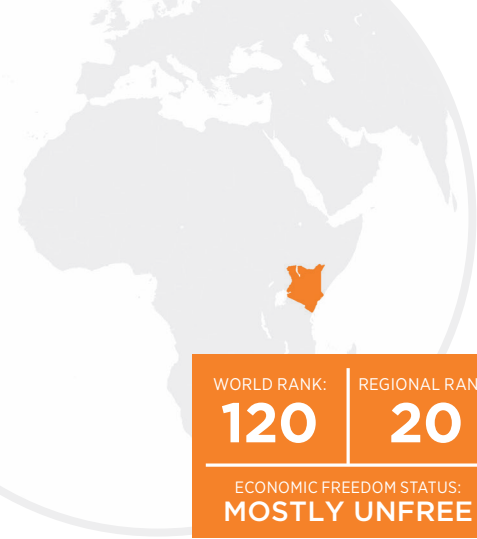 WORLD RANK:
120
REGIONAL RAN
20
ECONOMIC FREEDOM STATUS:
MOSTLY UNFREE